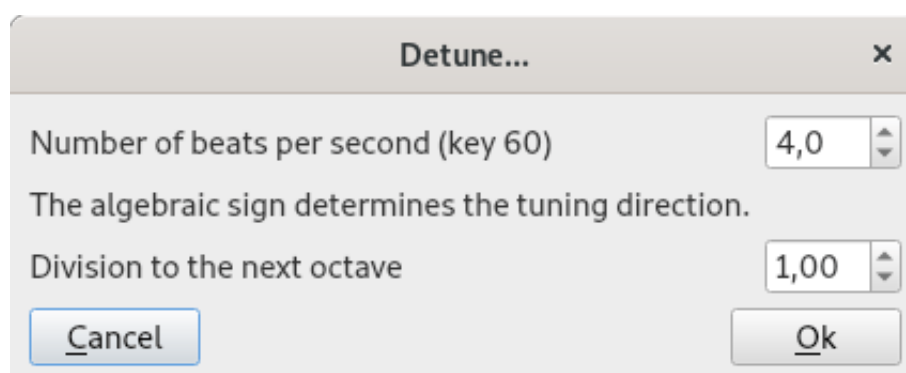 Detune...
Number of beats per second (key 60) 4,0
The algebraic sign determines the tuning direction.
Division to the next octave 1,00
Cancel Ok